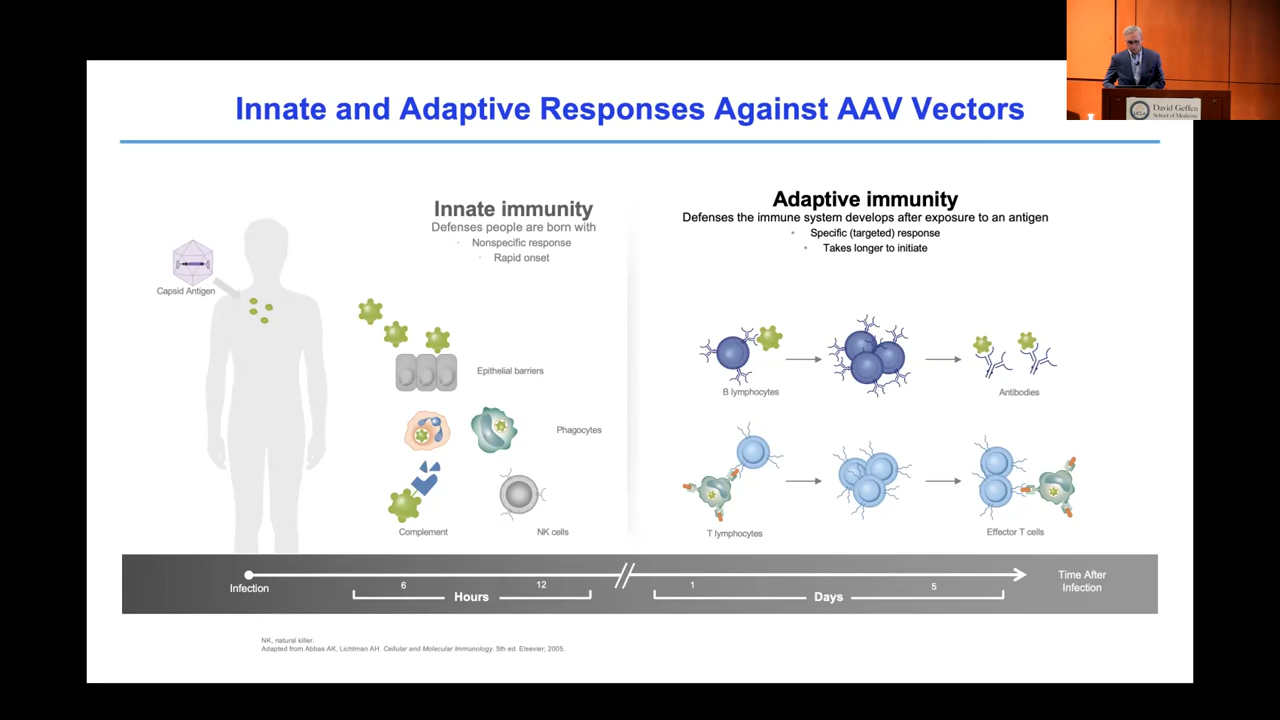 Innate and Adaptive Responses Against AAV Vectors
David Geffen
School of Medicine
UCLA
Innate immunity
Defenses people are born with
Nonspecific response
Rapid onset
Adaptive immunity
Defenses the immune system develops after exposure to an antigen
• Specific (targeted) response
• Takes longer to initiate
Capsid Antigen
Epithelial barriers
Phagocytes
Complement
NK cells
B lymphocytes
Antibodies
T lymphocytes
Effector T cells
Infection
6
12
Hours
1
5
Days
Time After
Infection
NK, natural killer.
Adapted from Abbas AK, Lichtman AH. Cellular and Molecular Immunology. 5th ed. Elsevier; 2005.